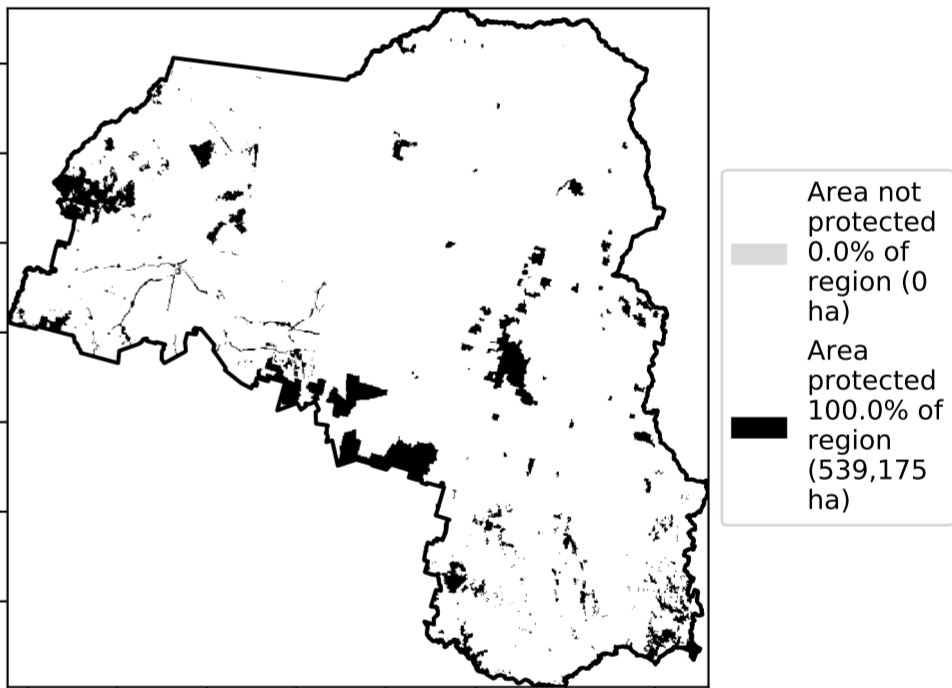 Area not
protected
0.0% of
region (0
ha)
Area
protected
100.0% of
region
(539,175
ha)